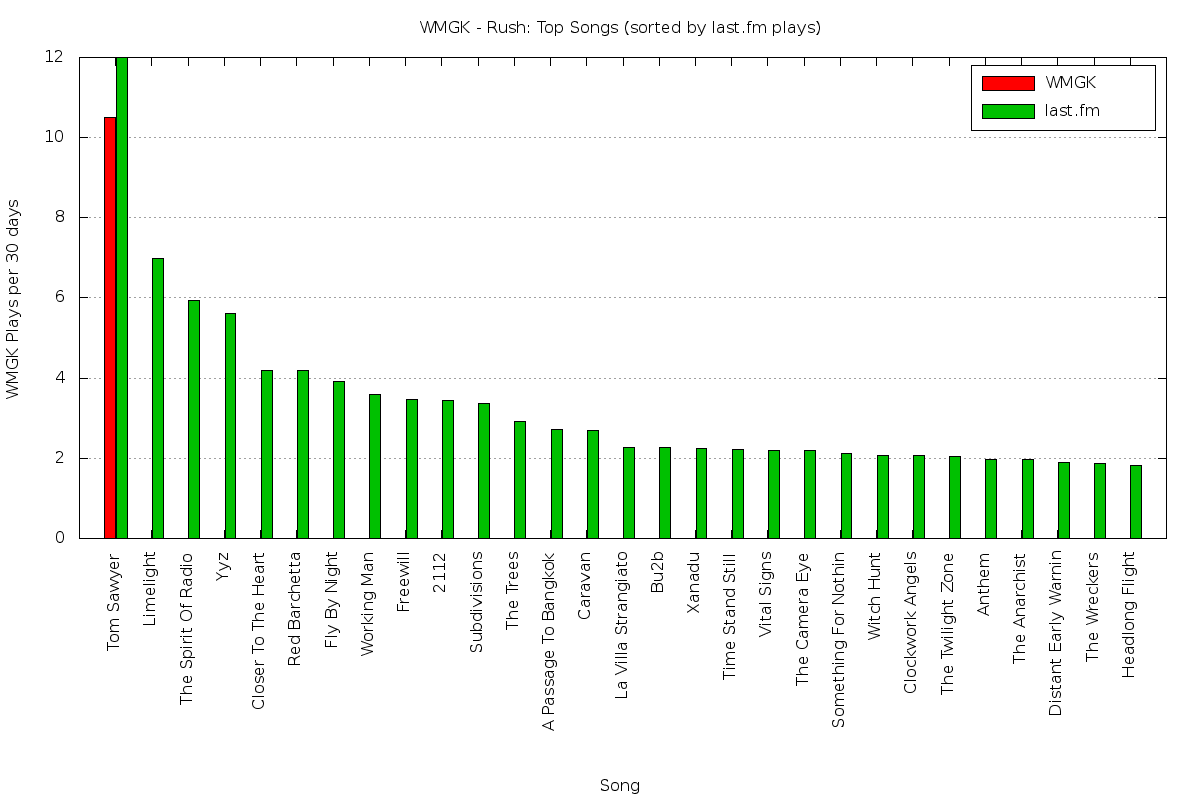 WMGK - Rush: Top Songs (sorted by last.fm plays)
WMGK
last.fm
WMGK Plays per 30 days
12
10
8
6
4
2
0
Tom Sawyer
Limelight
The Spirit Of Radio
Yyz
Closer To The Heart
Red Barchetta
Fly By Night
Working Man
Freewill
2112
Subdivisions
The Trees
A Passage To Bangkok
Caravan
La Villa Strangiato
Bu2b
Xanadu
Time Stand Still
Vital Signs
The Camera Eye
Something For Nothin
Witch Hunt
Clockwork Angels
The Twilight Zone
Anthem
The Anarchist
Distant Early Warnin
The Wreckers
Headlong Flight
Song